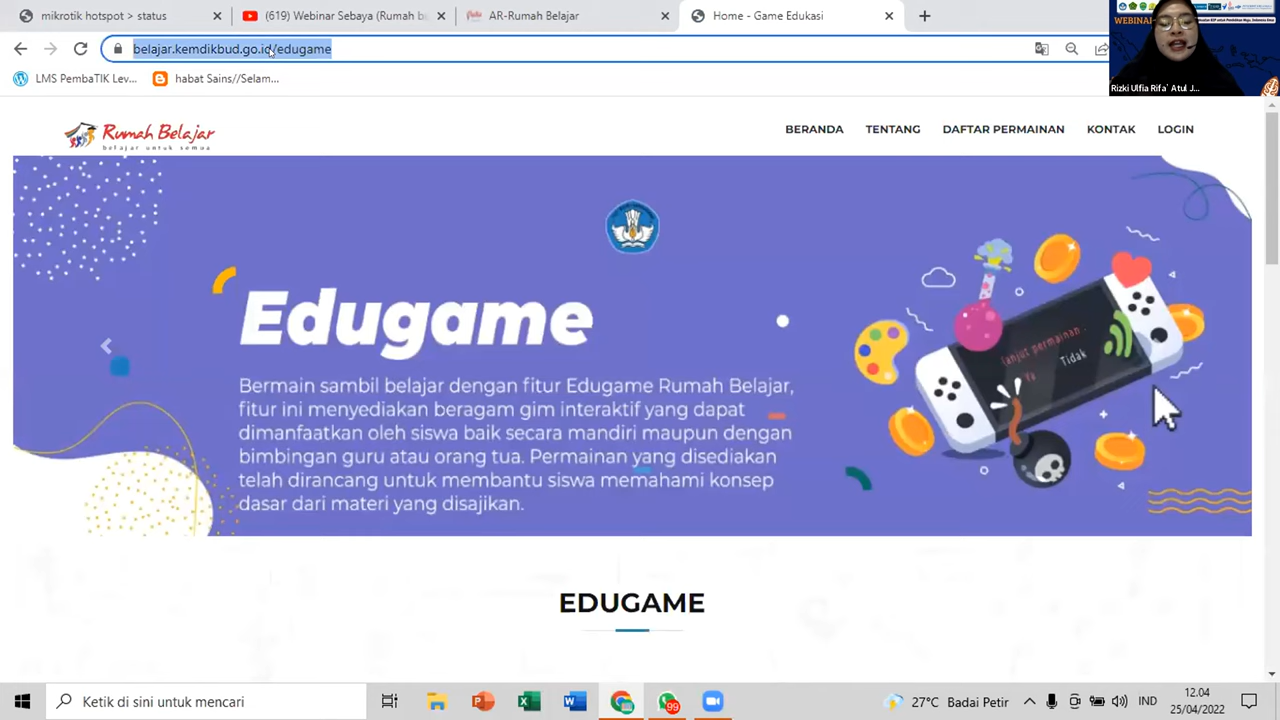 mikrotik hotspot > status
(619) Webinar Sebaya (Rumah b
AR-Rumah Belajar
Home - Game Edukasi
belajar.kemdikbud.go.id/edugame
LMS PembaTIK Lev...
habat Sains//Selam...
WEBINAR
Rizki Ulfia Rifa` Atul J...
Rumah Belajar
belajar untuk semua
BERANDA
TENTANG
DAFTAR PERMAINAN
KONTAK
LOGIN
Edugame
Bermain sambil belajar dengan fitur Edugame Rumah Belajar,
fitur ini menyediakan beragam gim interaktif yang dapat
dimanfaatkan oleh siswa baik secara mandiri maupun dengan
bimbingan guru atau orang tua. Permainan yang disediakan
telah dirancang untuk membantu siswa memahami konsep
dasar dari materi yang disajikan.
Lanjut permainan
Ya Tidak
EDUGAME
Ketik di sini untuk mencari
99
27°C Badai Petir
IND
12.04
25/04/2022